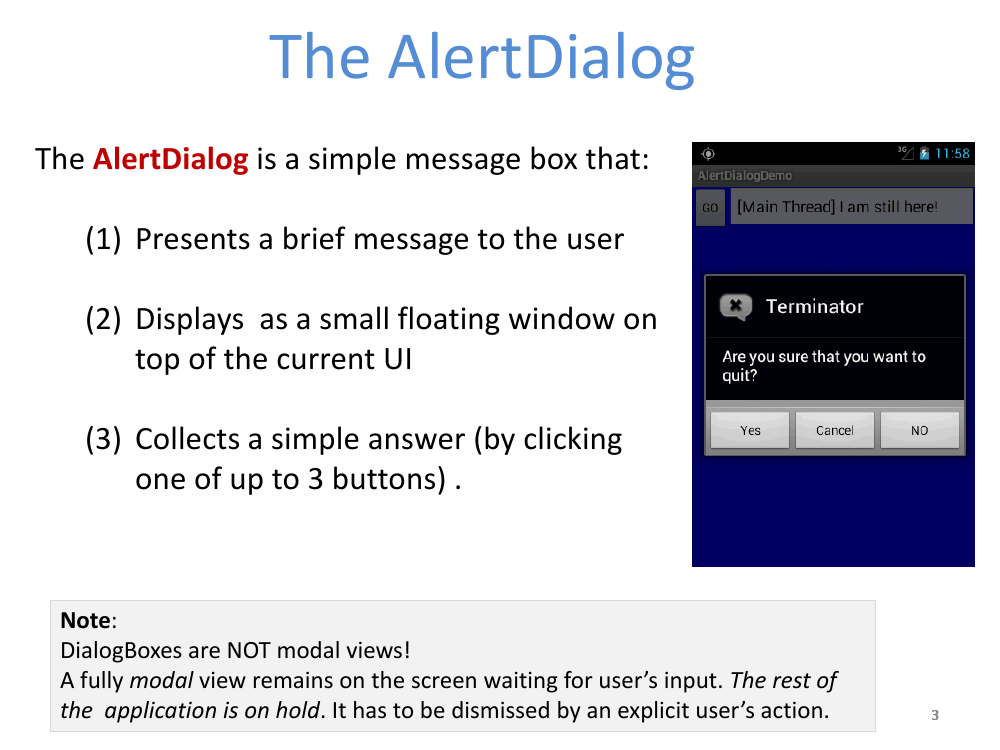 The AlertDialog
The AlertDialog is a simple message box that:
(1) Presents a brief message to the user
(2) Displays  as a small floating window on
top of the current UI
(3) Collects a simple answer (by clicking
one of up to 3 buttons) .
3G 11:58
AlertDialogDemo
GO [Main Thread] I am still here!
Terminator
Are you sure that you want to
quit?
Yes Cancel NO
Note:
DialogBoxes are NOT modal views!
A fully modal view remains on the screen waiting for user’s input. The rest of
the  application is on hold. It has to be dismissed by an explicit user’s action.
3